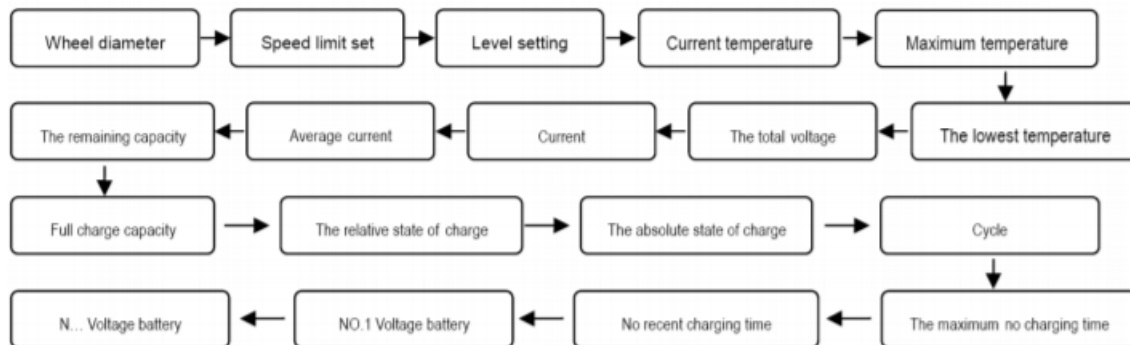 Wheel diameter
Speed limit set
Level setting
Current temperature
Maximum temperature
The lowest temperature
The total voltage
Current
Average current
The remaining capacity
Full charge capacity
The relative state of charge
The absolute state of charge
Cycle
The maximum no charging time
No recent charging time
NO.1 Voltage battery
N... Voltage battery